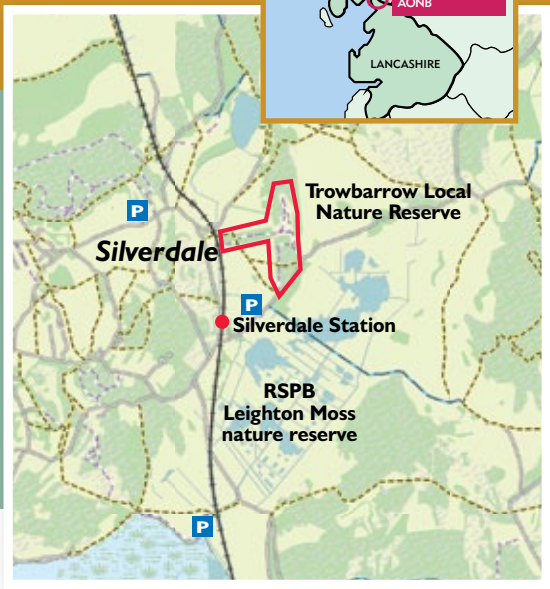 AONB
LANCASHIRE
Trowbarrow Local
Nature Reserve
P
Silverdale
P
Silverdale Station
RSPB
Leighton Moss
nature reserve
P